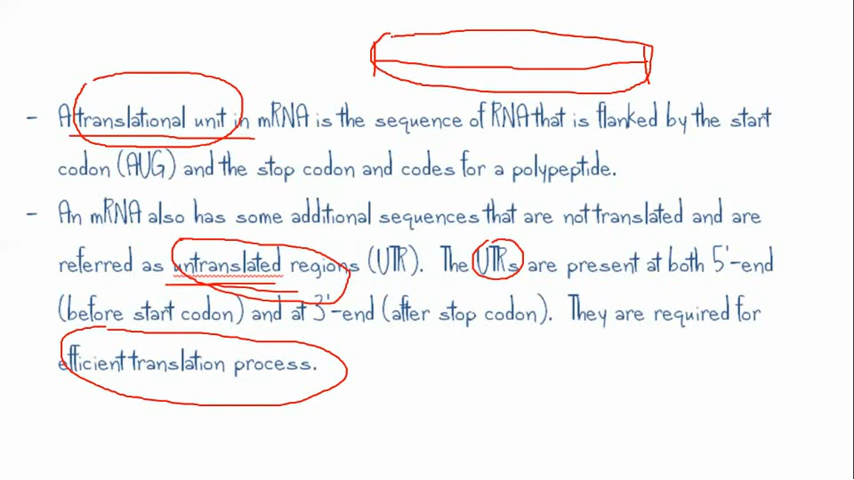 - A translational unit in mRNA is the sequence of RNA that is flanked by the start
codon (AUG) and the stop codon and codes for a polypeptide.
- An mRNA also has some additional sequences that are not translated and are
referred as untranslated regions (UTR). The UTRs are present at both 5'-end
(before start codon) and at 3'-end (after stop codon). They are required for
efficient translation process.